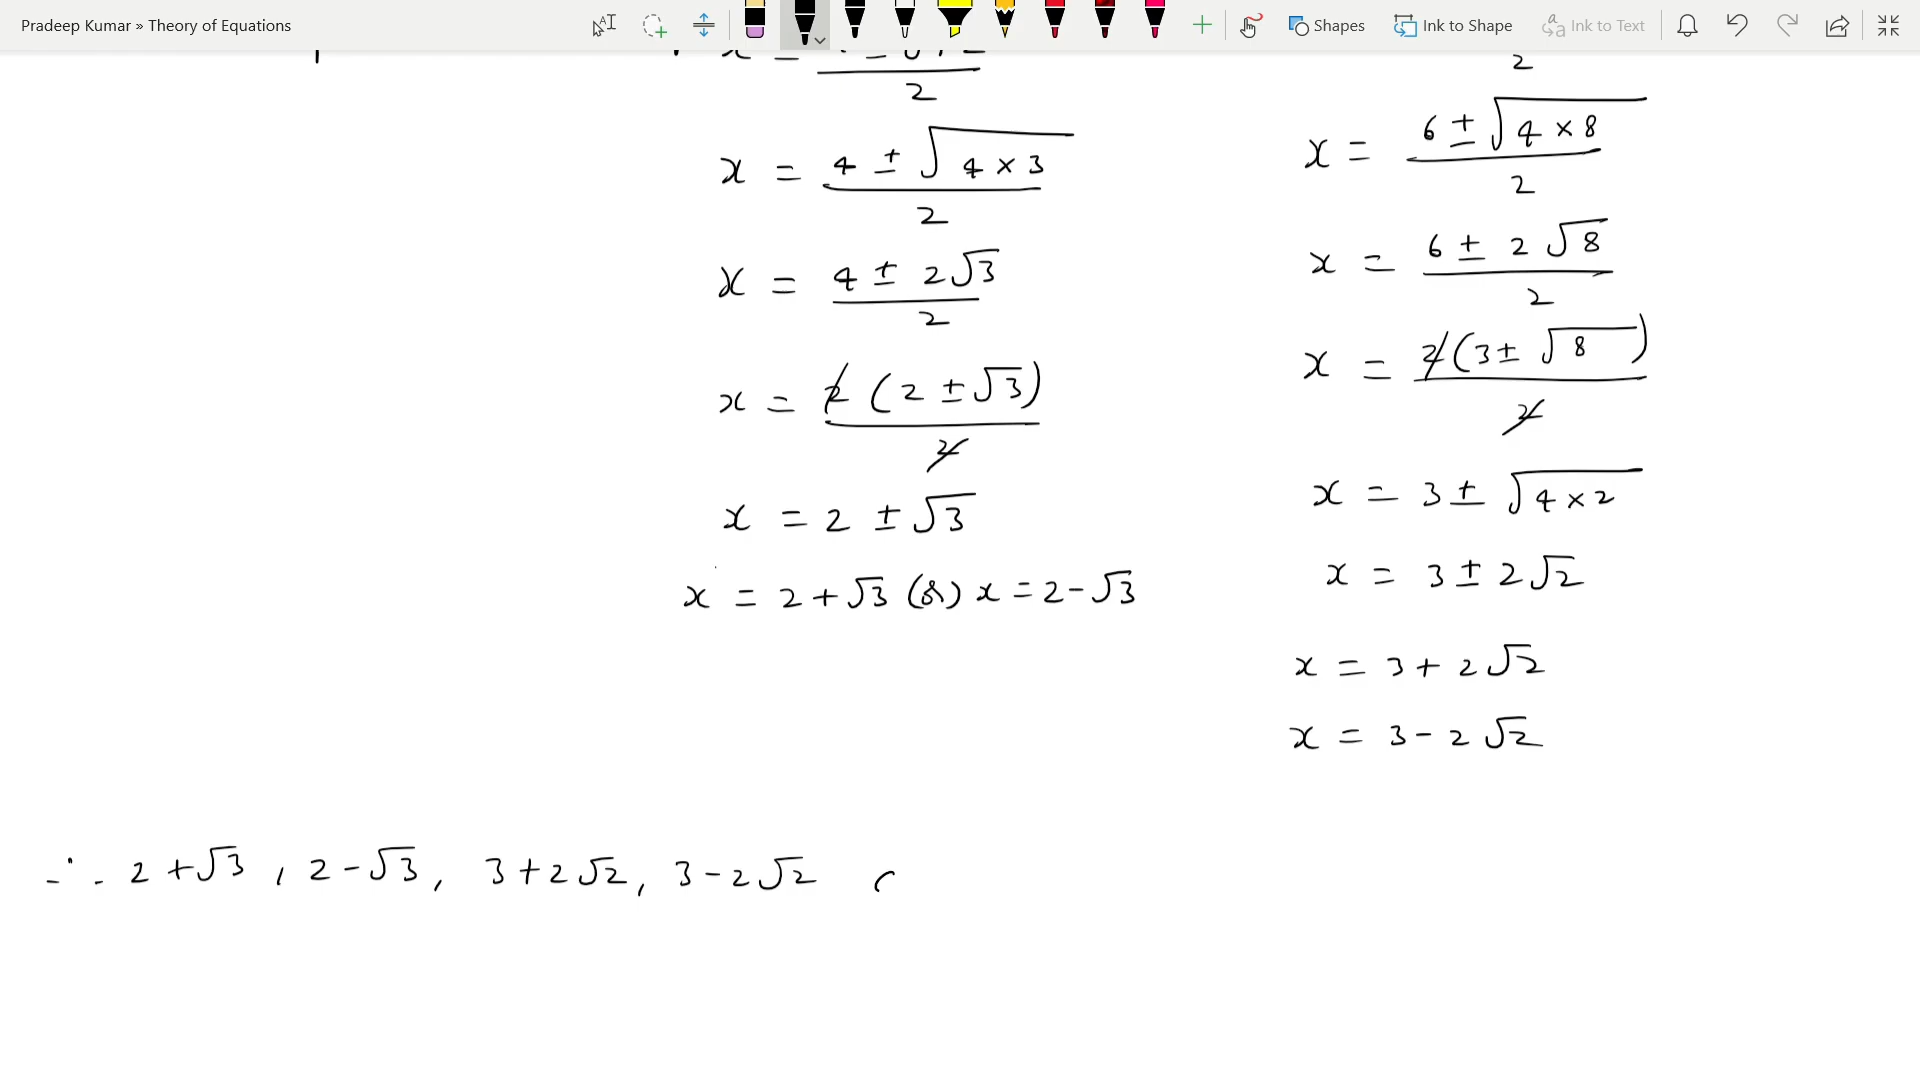 Pradeep Kumar » Theory of Equations
Shapes
Ink to Shape
Ink to Text
2
x = (4 ± √(4 × 3)) / 2
x = (4 ± 2√3) / 2
x = 2 (2 ± √3) / 2
x = 2 ± √3
x = 2 + √3 (or) x = 2 - √3
2
x = (6 ± √(4 × 8)) / 2
x = (6 ± 2√8) / 2
x = 2(3 ± √8) / 2
x = 3 ± √(4 × 2)
x = 3 ± 2√2
x = 3 + 2√2
x = 3 - 2√2
∴ 2 + √3 , 2 - √3, 3 + 2√2, 3 - 2√2